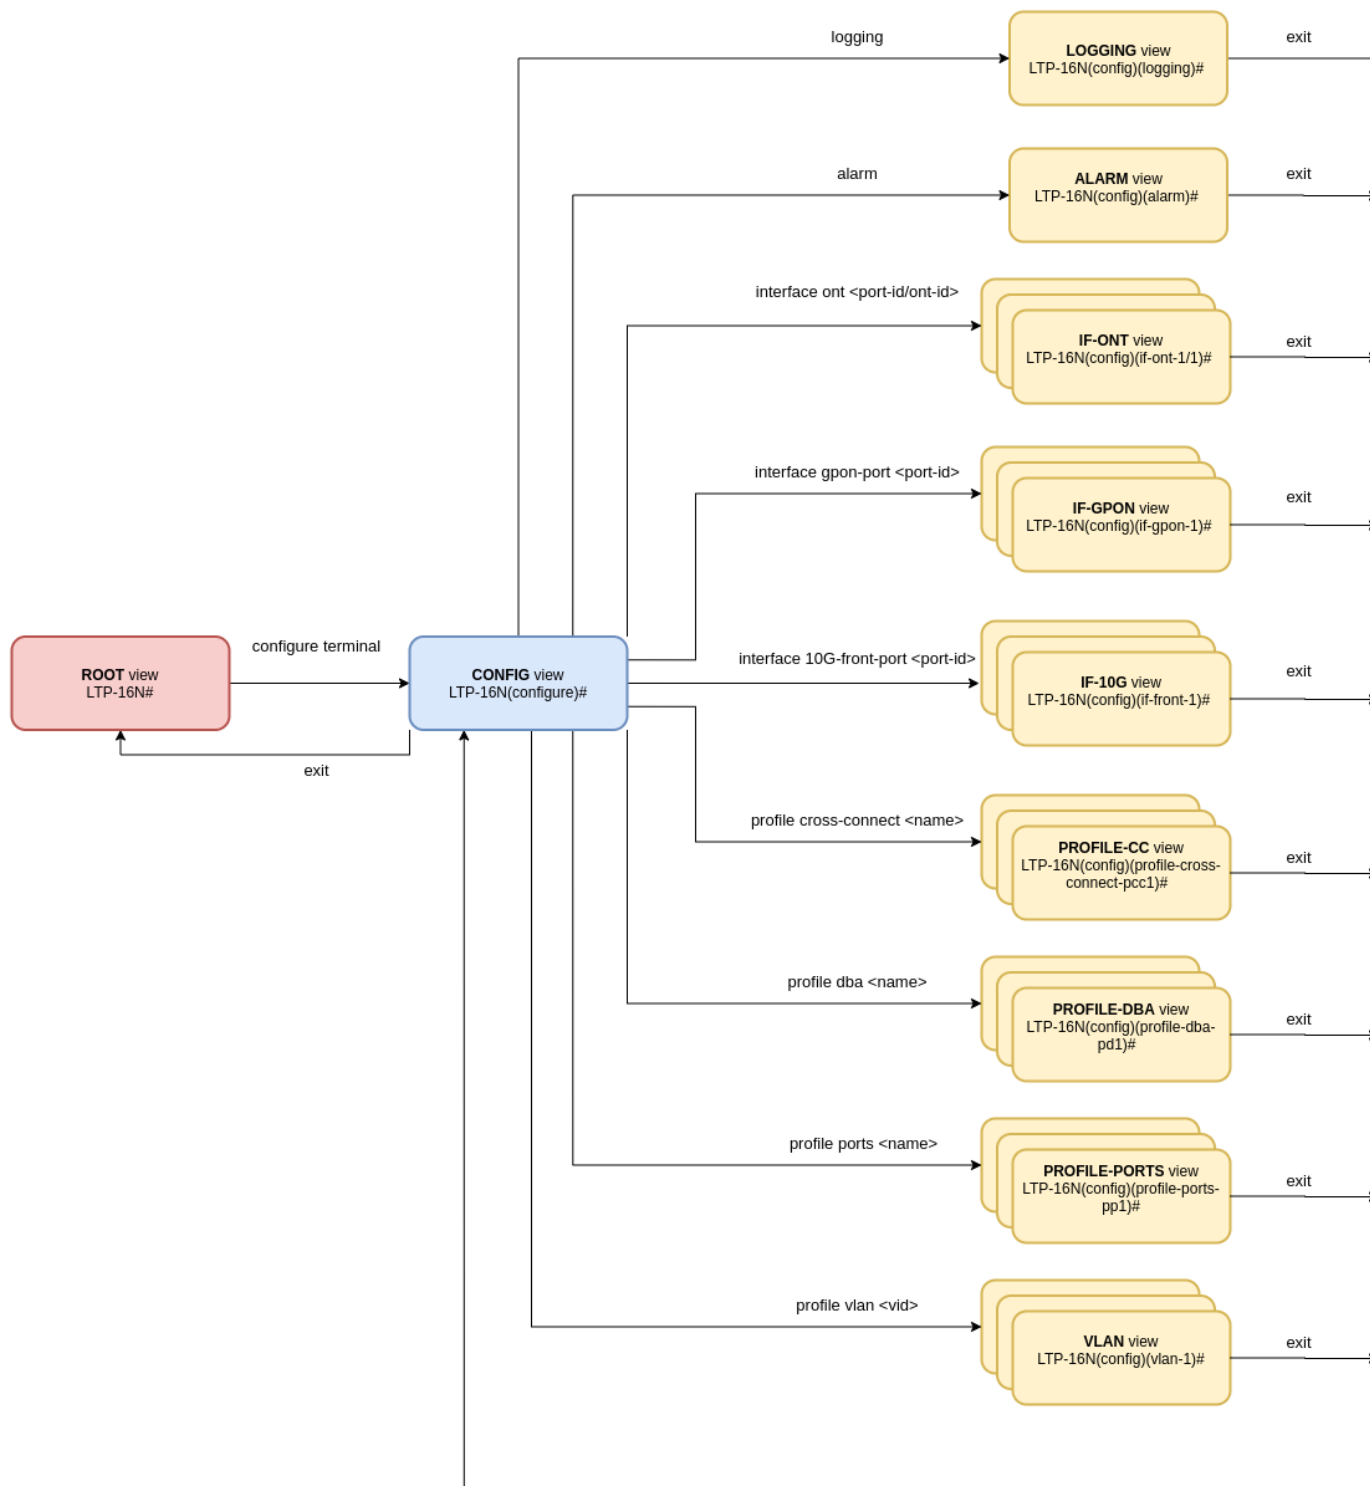 logging
exit
LOGGING view
LTP-16N(config)(logging)#
alarm
exit
ALARM view
LTP-16N(config)(alarm)#
interface ont <port-id/ont-id>
exit
IF-ONT view
LTP-16N(config)(if-ont-1/1)#
interface gpon-port <port-id>
exit
IF-GPON view
LTP-16N(config)(if-gpon-1)#
configure terminal
ROOT view
LTP-16N#
CONFIG view
LTP-16N(configure)#
exit
interface 10G-front-port <port-id>
exit
IF-10G view
LTP-16N(config)(if-front-1)#
profile cross-connect <name>
exit
PROFILE-CC view
LTP-16N(config)(profile-cross-
connect-pcc1)#
profile dba <name>
exit
PROFILE-DBA view
LTP-16N(config)(profile-dba-
pd1)#
profile ports <name>
exit
PROFILE-PORTS view
LTP-16N(config)(profile-ports-
pp1)#
profile vlan <vid>
exit
VLAN view
LTP-16N(config)(vlan-1)#